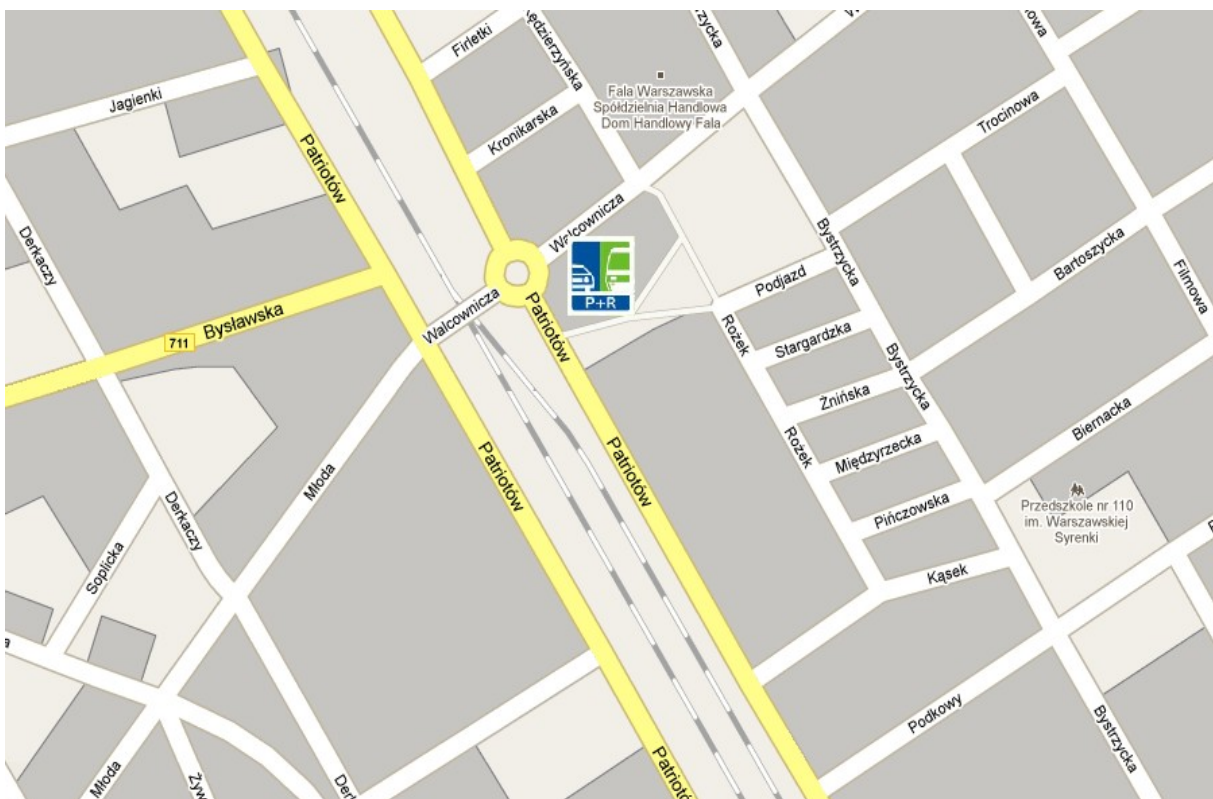 Firletki
Jagienki
Fala Warszawska
Spółdzielnia Handlowa
Dom Handlowy Fala
Kronikarska
Trocinowa
Patriotów
Walcownicza
Derkaczy
Bystrzycka
Bartoszycka
Filmowa
P+R
Podjazd
711
Bysławska
Walcownicza
Patriotów
Rożek
Stargardzka
Bystrzycka
Żnińska
Biernacka
Młoda
Patriotów
Patriotów
Rożek
Międzyrzecka
Derkaczy
Pińczowska
Przedszkole nr 110
im. Warszawskiej
Syrenki
Soplicka
Kąsek
Podkowy
Bystrzycka
Młoda